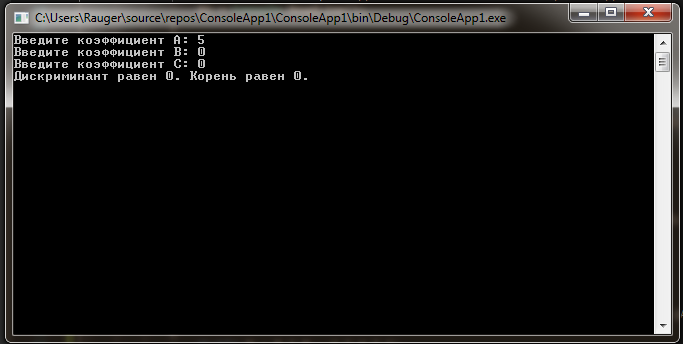 C:\Users\Rauger\source\repos\ConsoleApp1\ConsoleApp1\bin\Debug\ConsoleApp1.exe
Введите коэффициент A: 5
Введите коэффициент B: 0
Введите коэффициент C: 0
Дискриминант равен 0. Корень равен 0.